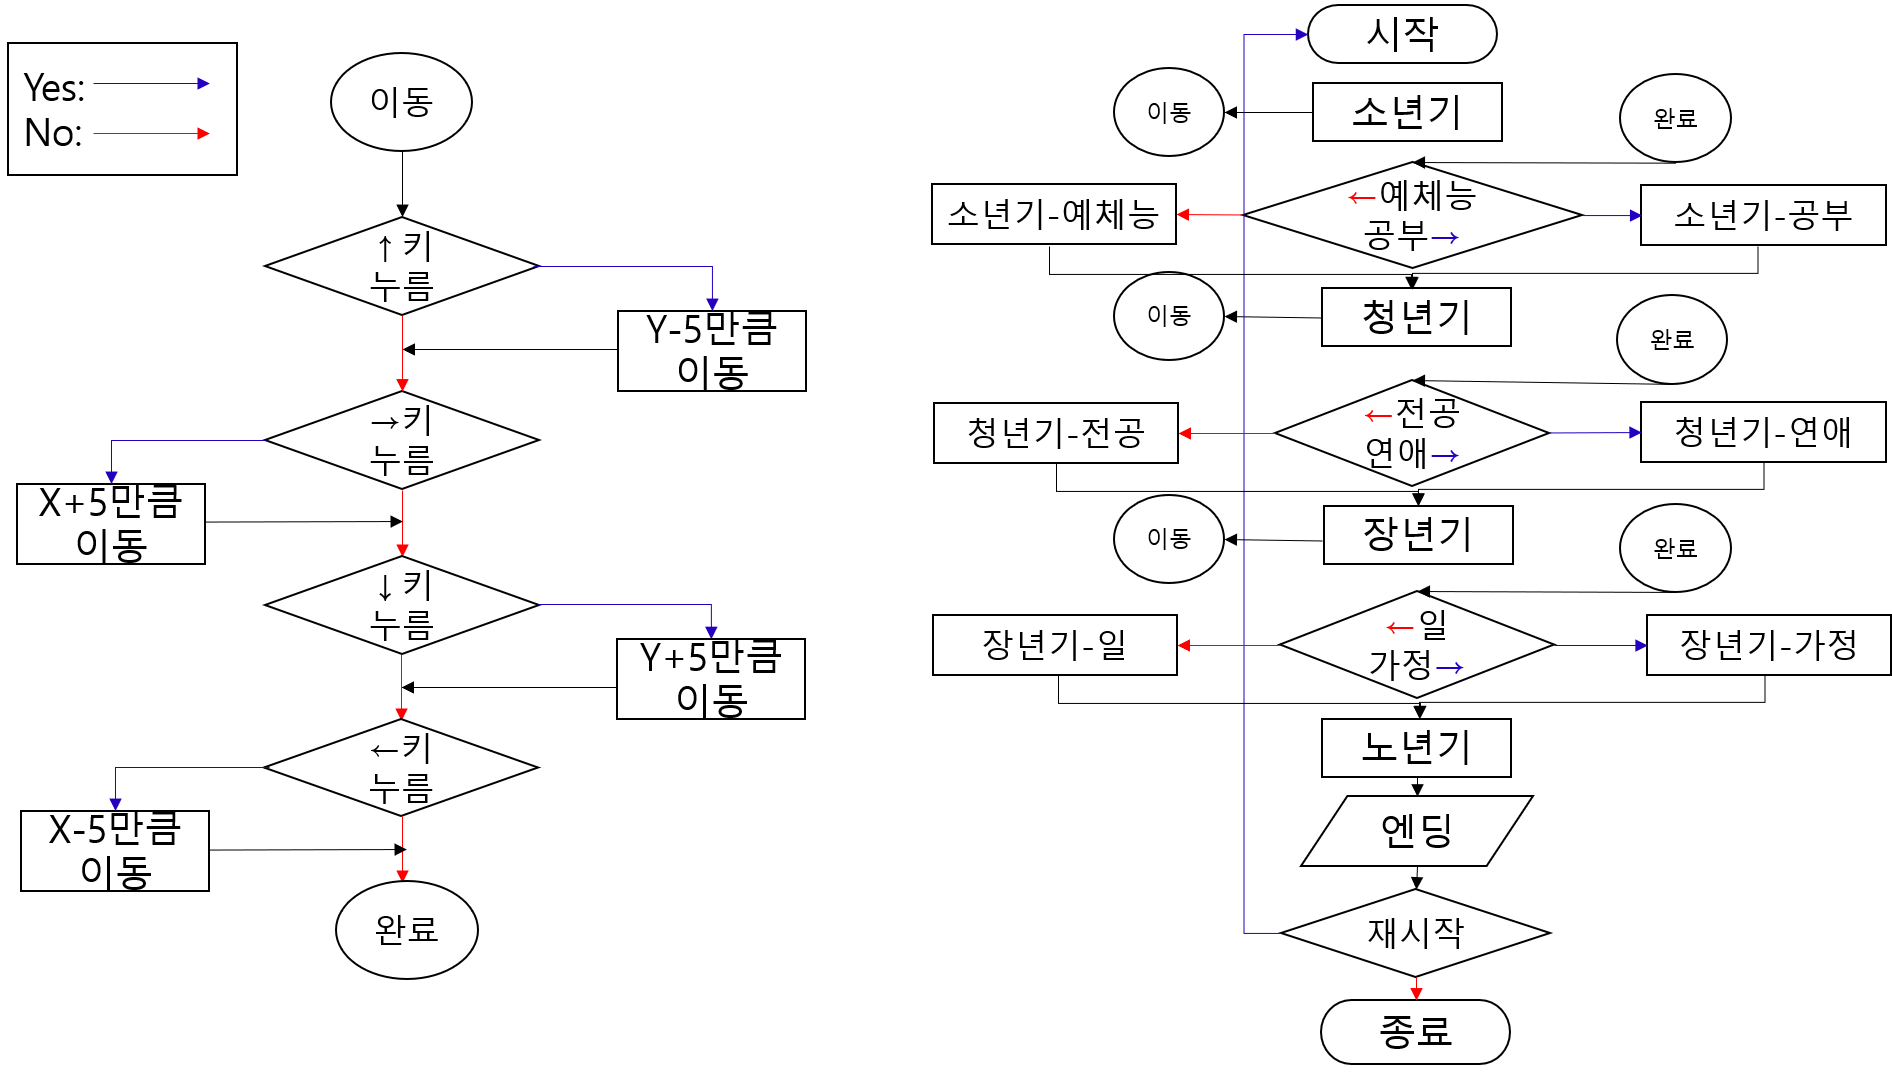 Yes:
No:
이동
↑키
누름
Y-5만큼
이동
→키
누름
X+5만큼
이동
↓키
누름
Y+5만큼
이동
←키
누름
X-5만큼
이동
완료
시작
소년기
이동
완료
←예체능
공부→
소년기-예체능
소년기-공부
청년기
이동
완료
←전공
연애→
청년기-전공
청년기-연애
장년기
이동
완료
←일
가정→
장년기-일
장년기-가정
노년기
엔딩
재시작
종료